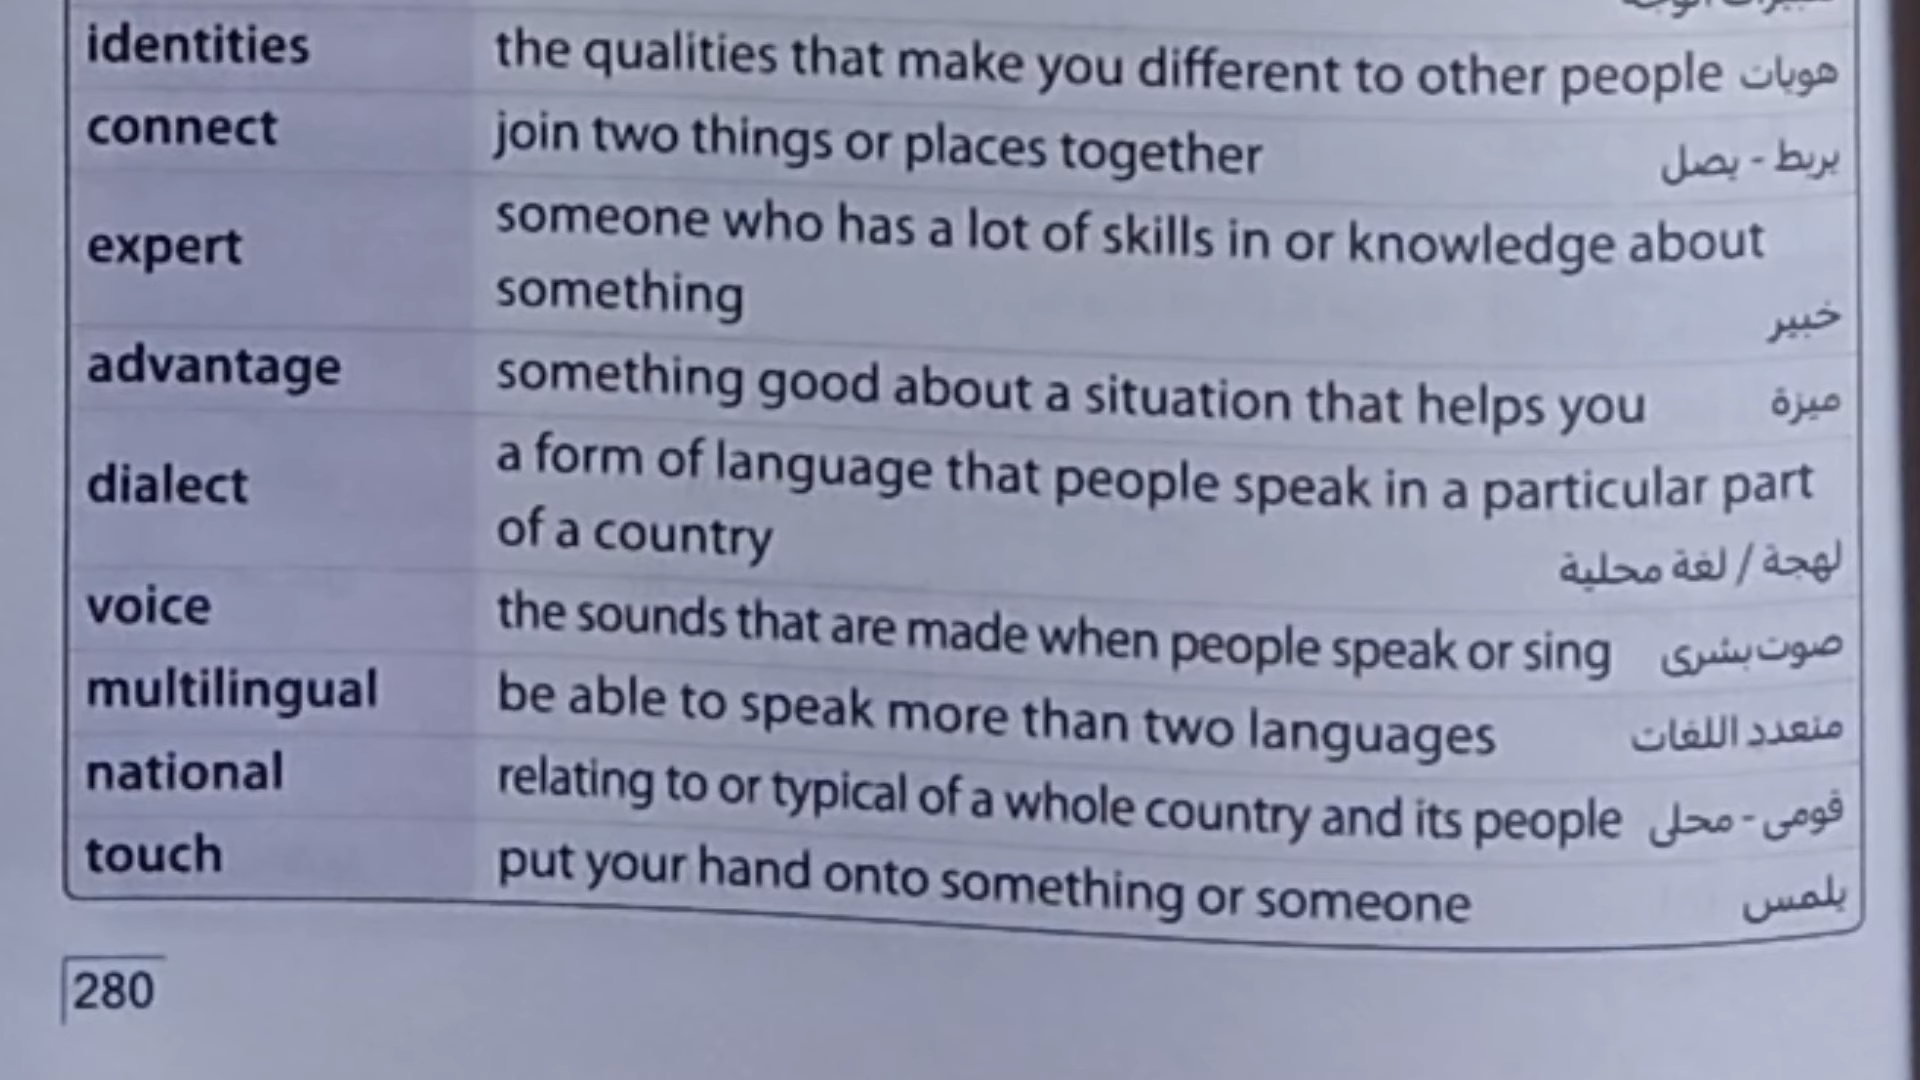 identities the qualities that make you different to other people هويات
connect join two things or places together يربط - يصل
expert someone who has a lot of skills in or knowledge about
something خبير
advantage something good about a situation that helps you ميزة
dialect a form of language that people speak in a particular part
of a country لهجة / لغة محلية
voice the sounds that are made when people speak or sing صوت بشرى
multilingual be able to speak more than two languages متعدد اللغات
national relating to or typical of a whole country and its people قومى - محلى
touch put your hand onto something or someone يلمس
280